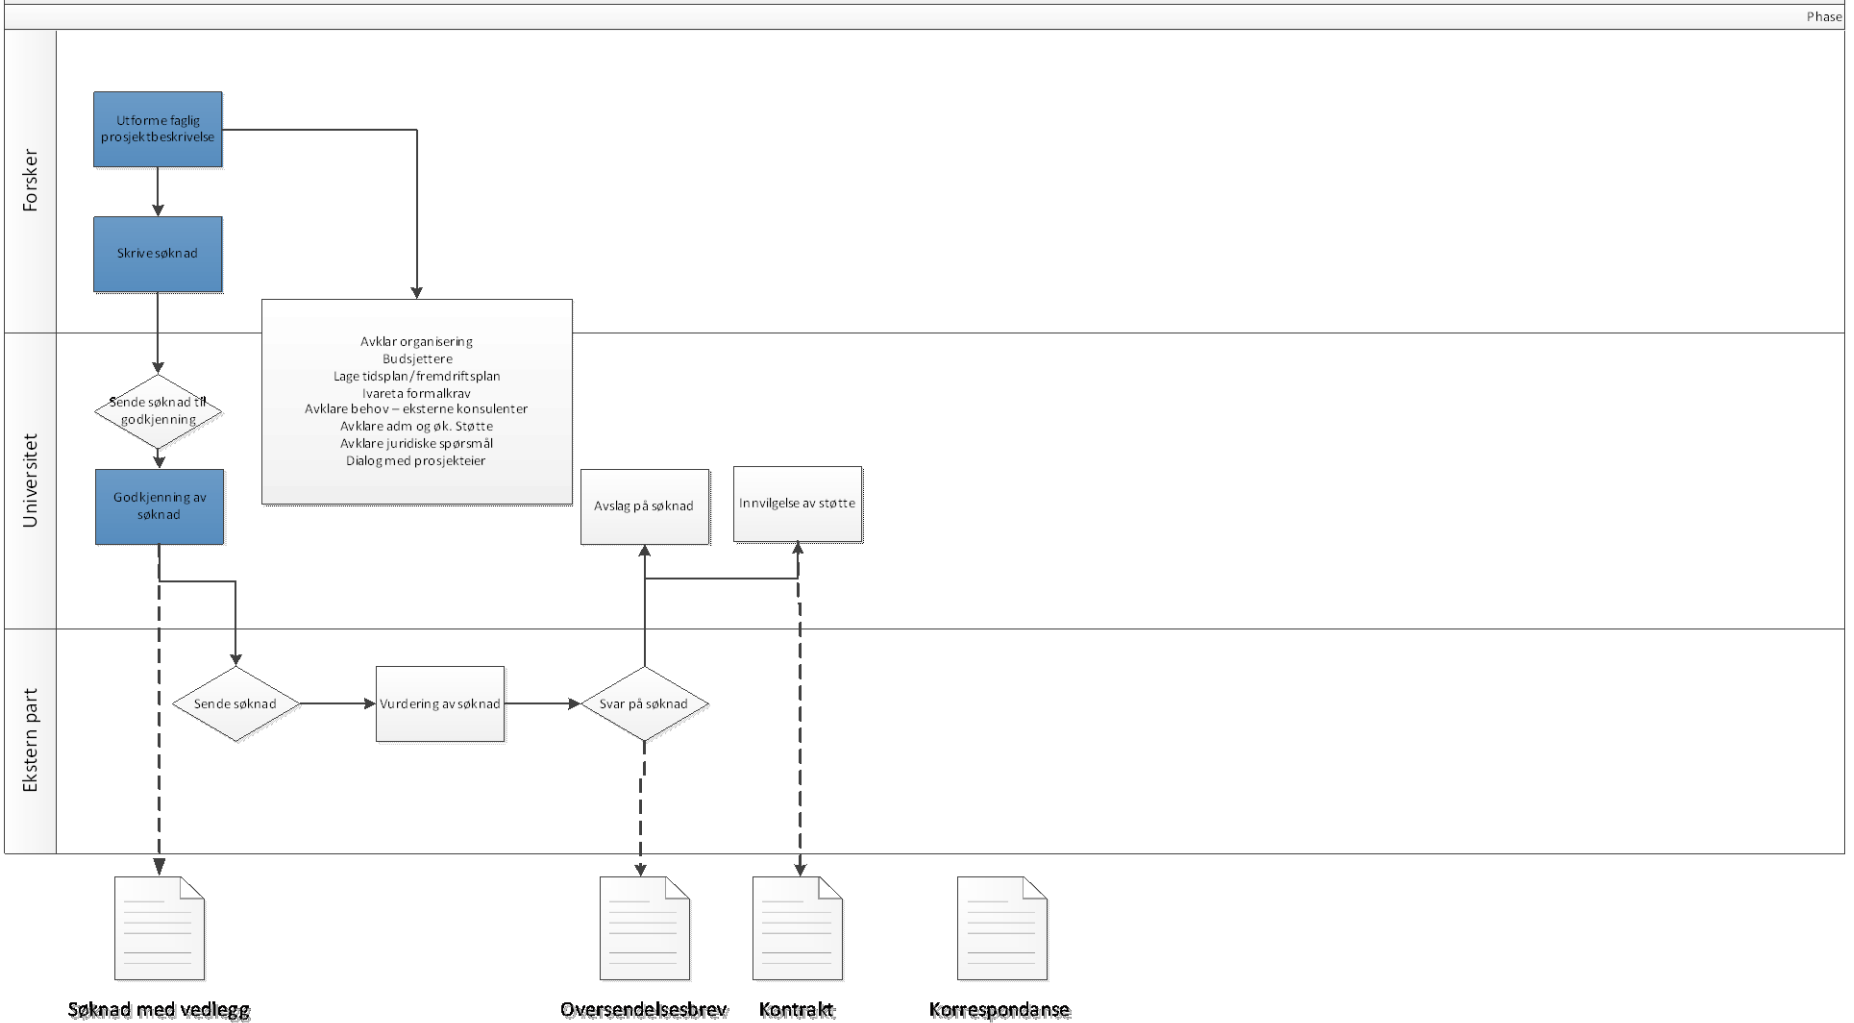 Phase
Forsker
Utforme faglig
prosjektbeskrivelse
Skrive søknad
Universitet
Avklar organisering
Budsjettere
Lage tidsplan/fremdriftsplan
Ivareta formalkrav
Avklare behov – eksterne konsulenter
Avklare adm og øk. Støtte
Avklare juridiske spørsmål
Dialog med prosjekteier
Sende søknad til
godkjenning
Godkjenning av
søknad
Avslag på søknad
Innvilgelse av støtte
Ekstern part
Sende søknad
Vurdering av søknad
Svar på søknad
Søknad med vedlegg
Oversendelsesbrev
Kontrakt
Korrespondanse